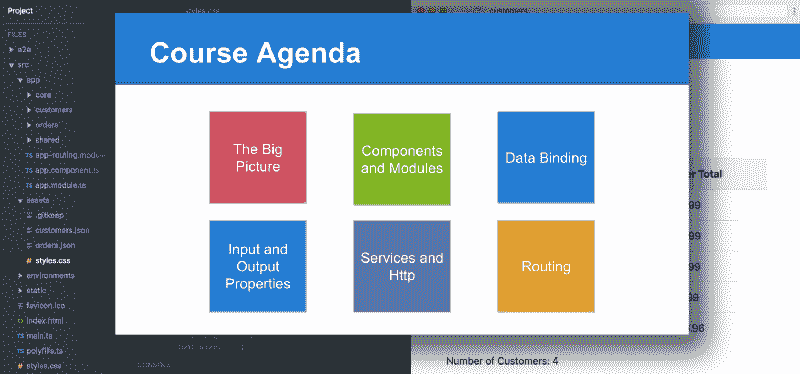 Project
styles.css
Customers
FILES
e2e
src
app
core
customers
orders
shared
app-routing.module
app.component.ts
app.module.ts
assets
.gitkeep
customers.json
orders.json
styles.css
environments
static
favicon.ico
index.html
main.ts
polyfills.ts
styles.css
Course Agenda
The Big
Picture
Components
and Modules
Data Binding
Input and
Output
Properties
Services and
Http
Routing
Total
Number of Customers: 4